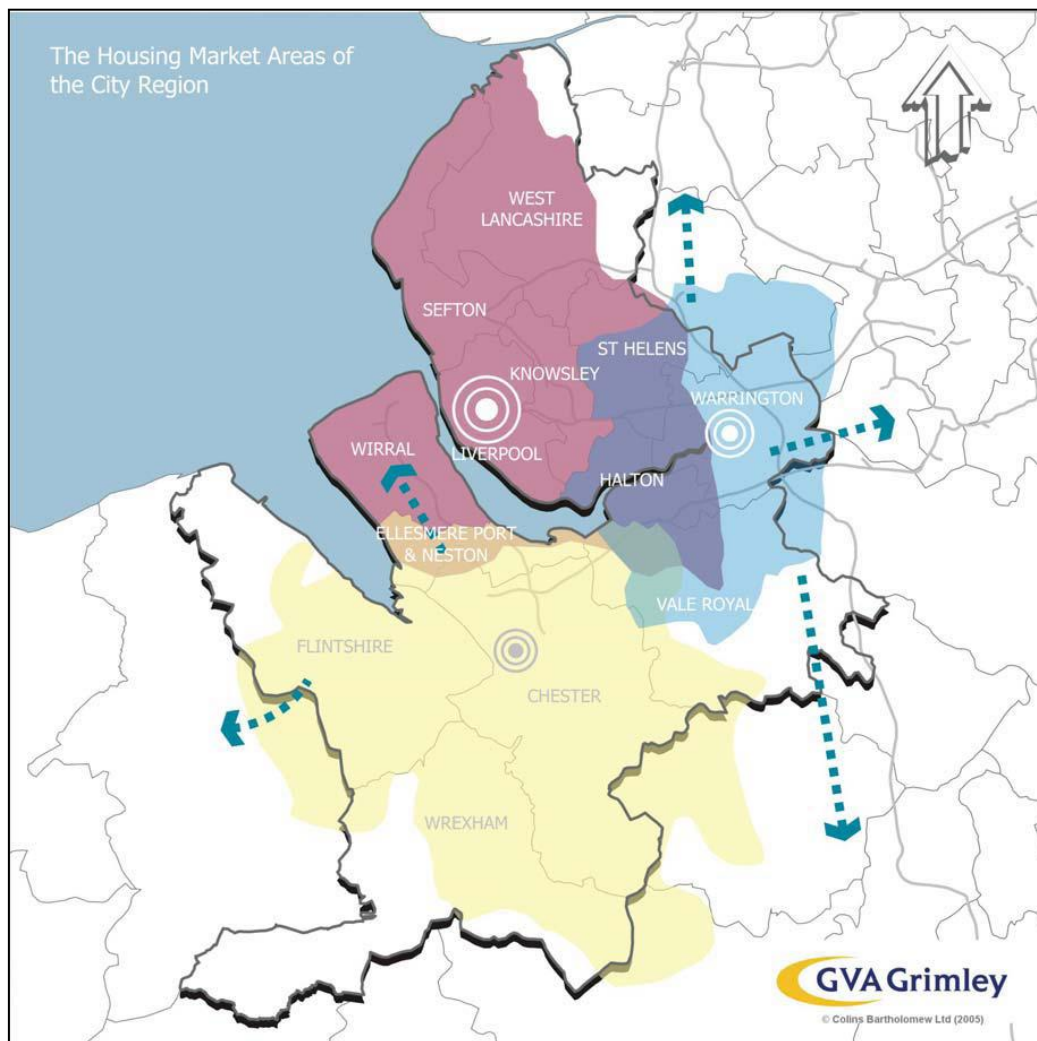 The Housing Market Areas of
the City Region
WEST
LANCASHIRE
SEFTON
ST HELENS
KNOWSLEY
WARRINGTON
WIRRAL
LIVERPOOL
HALTON
ELLESMERE PORT
& NESTON
VALE ROYAL
FLINTSHIRE
CHESTER
WREXHAM
GVA Grimley
© Colins Bartholomew Ltd (2005)